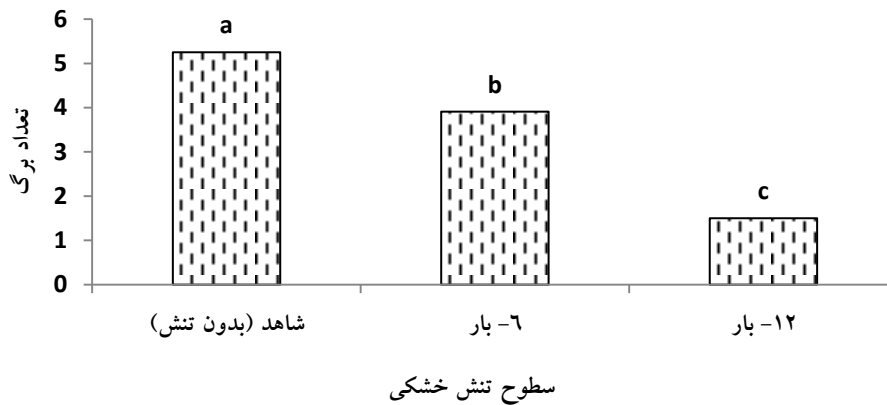 6
5
4
3
2
1
0
تعداد برگ
a
b
c
شاهد (بدون تنش)
۶- بار
۱۲- بار
سطوح تنش خشکی